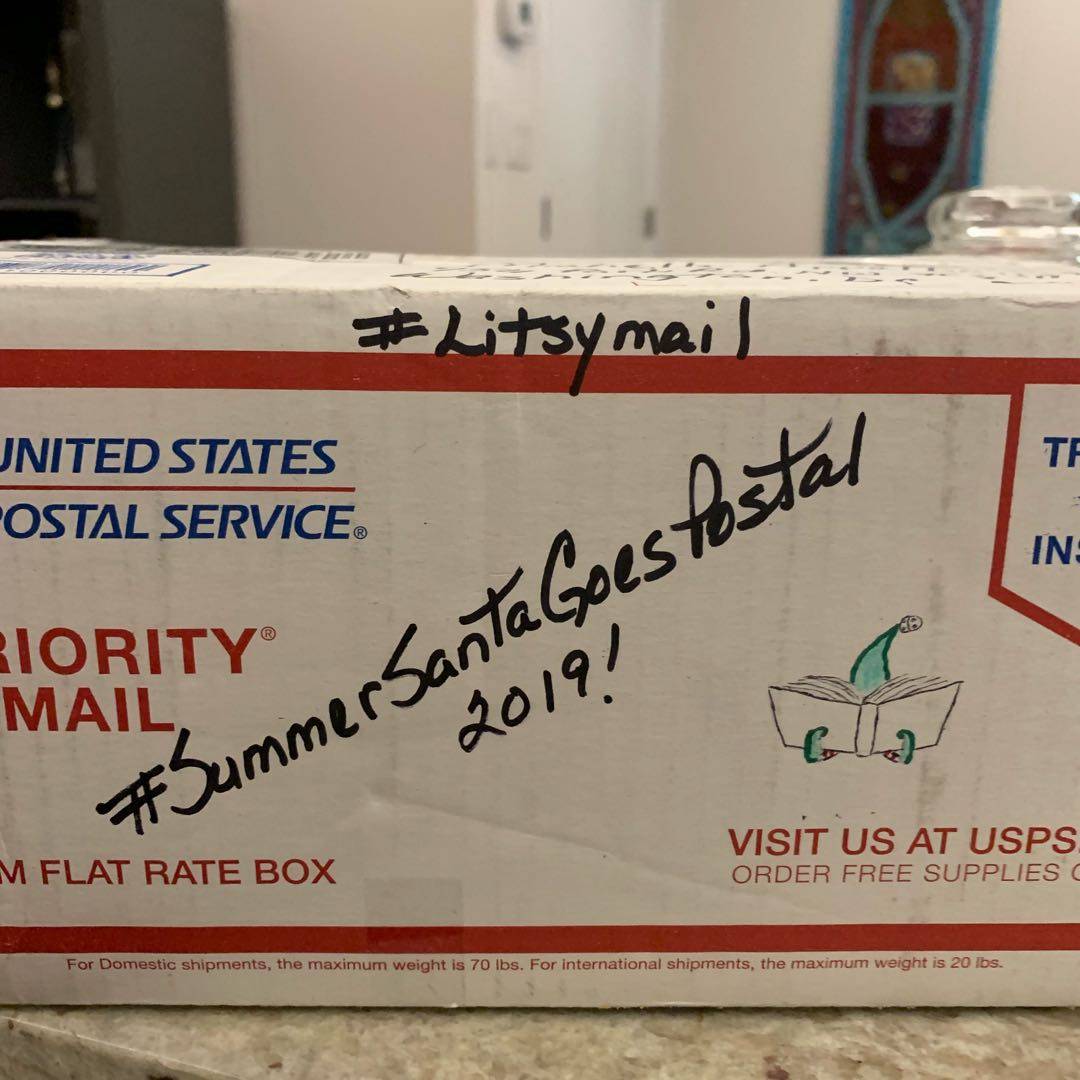 #Litsymail
UNITED STATES
POSTAL SERVICE®
PRIORITY®
MAIL
#SummerSantaGoesPostal
2019!
M FLAT RATE BOX
VISIT US AT USPS.
ORDER FREE SUPPLIES
For Domestic shipments, the maximum weight is 70 lbs. For international shipments, the maximum weight is 20 lbs.